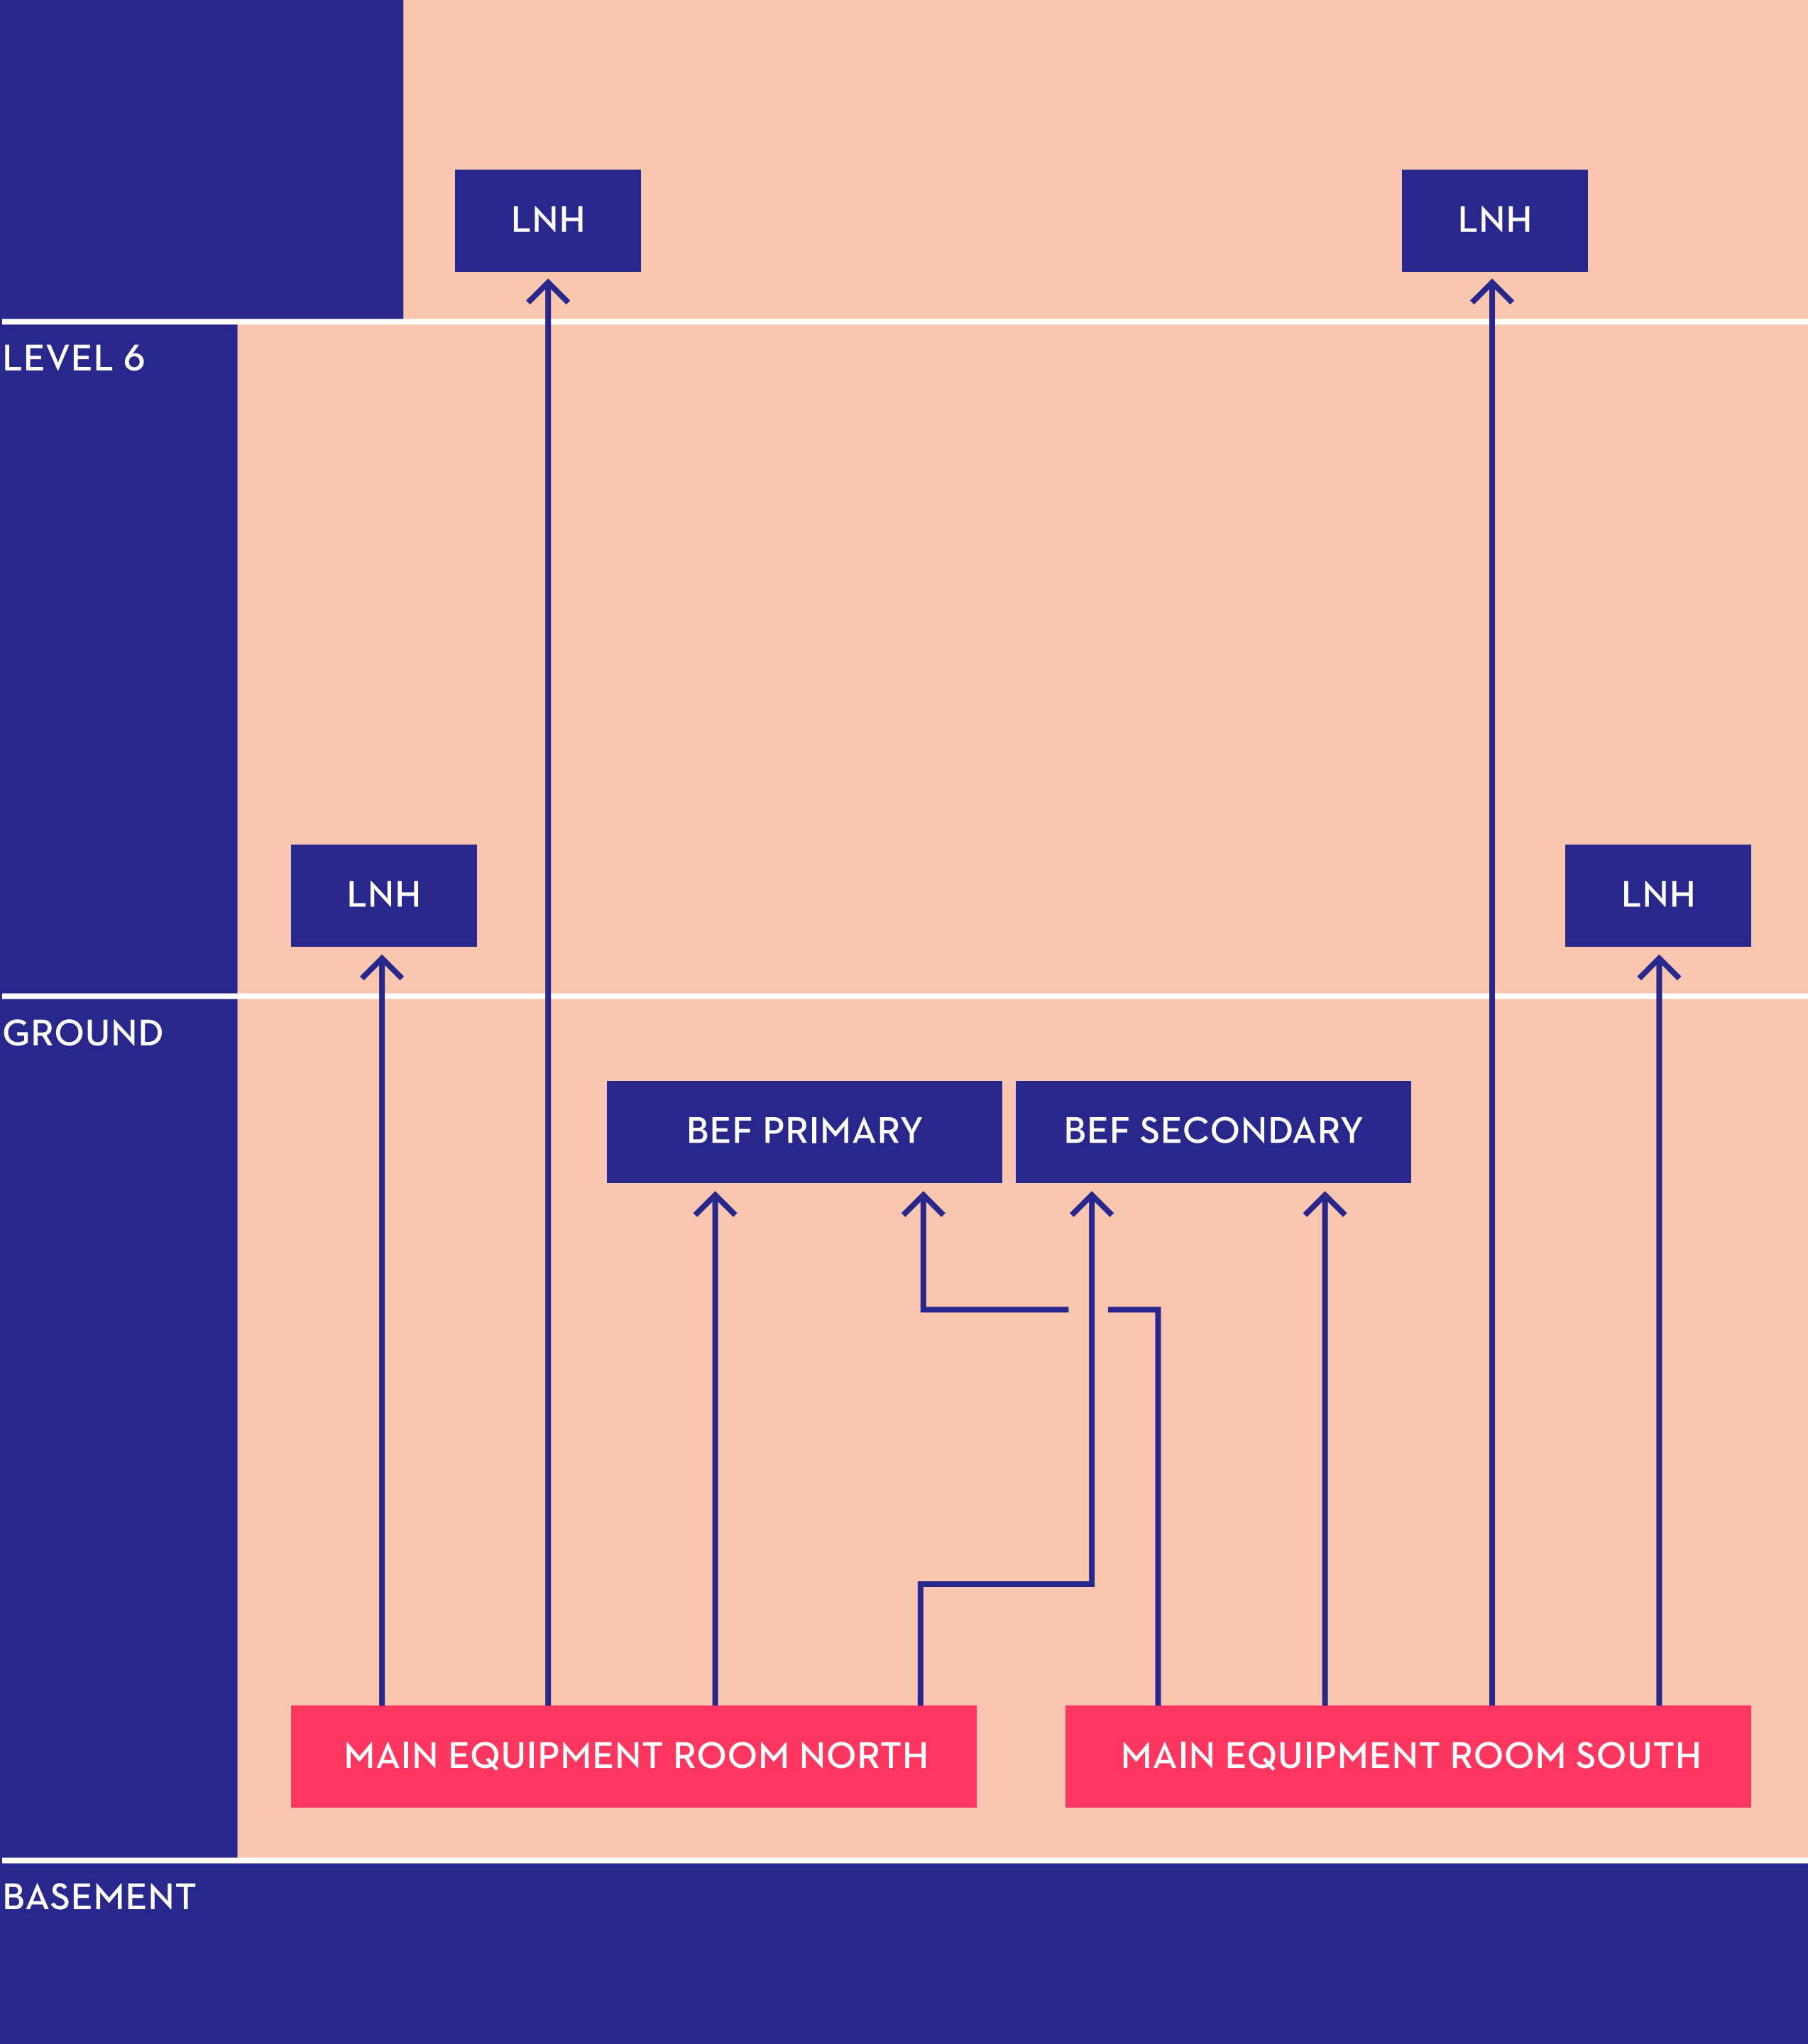 LNH
LNH
LEVEL 6
LNH
LNH
GROUND
BEF PRIMARY
BEF SECONDARY
MAIN EQUIPMENT ROOM NORTH
MAIN EQUIPMENT ROOM SOUTH
BASEMENT